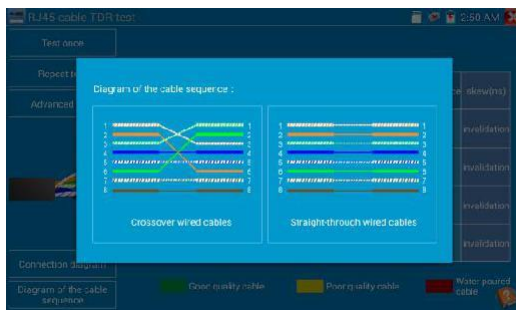 RJ45 cable TDR test
2:50 AM
Test once
Repeat t
Advanced
skew(ns)
Diagram of the cable sequence :
1 1
2 2
3 3
4 4
5 5
6 6
7 7
8 8
Crossover wired cables
1 1
2 2
3 3
4 4
5 5
6 6
7 7
8 8
Straight-through wired cables
invalidation
invalidation
invalidation
invalidation
Connection diagram
Diagram of the cable
sequence
Good quality cable
Poor quality cable
Water poured
cable